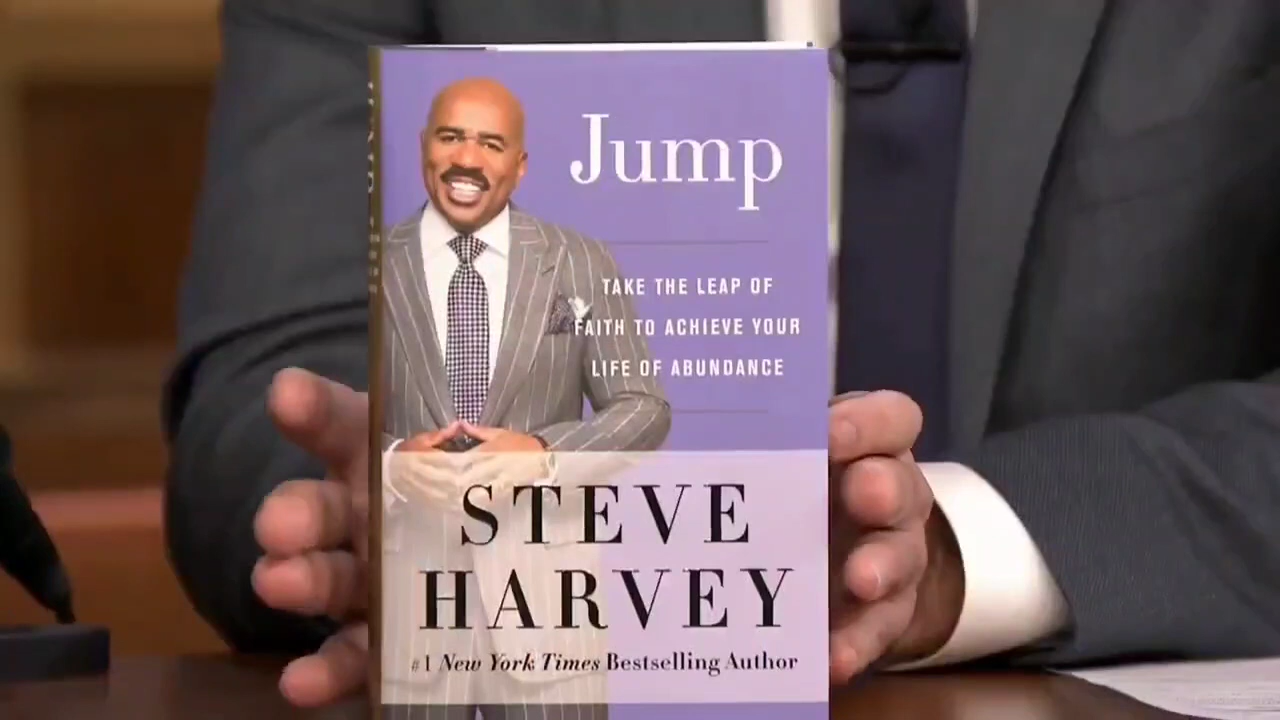 Jump
TAKE THE LEAP OF
FAITH TO ACHIEVE YOUR
LIFE OF ABUNDANCE
STEVE
HARVEY
#1 New York Times Bestselling Author